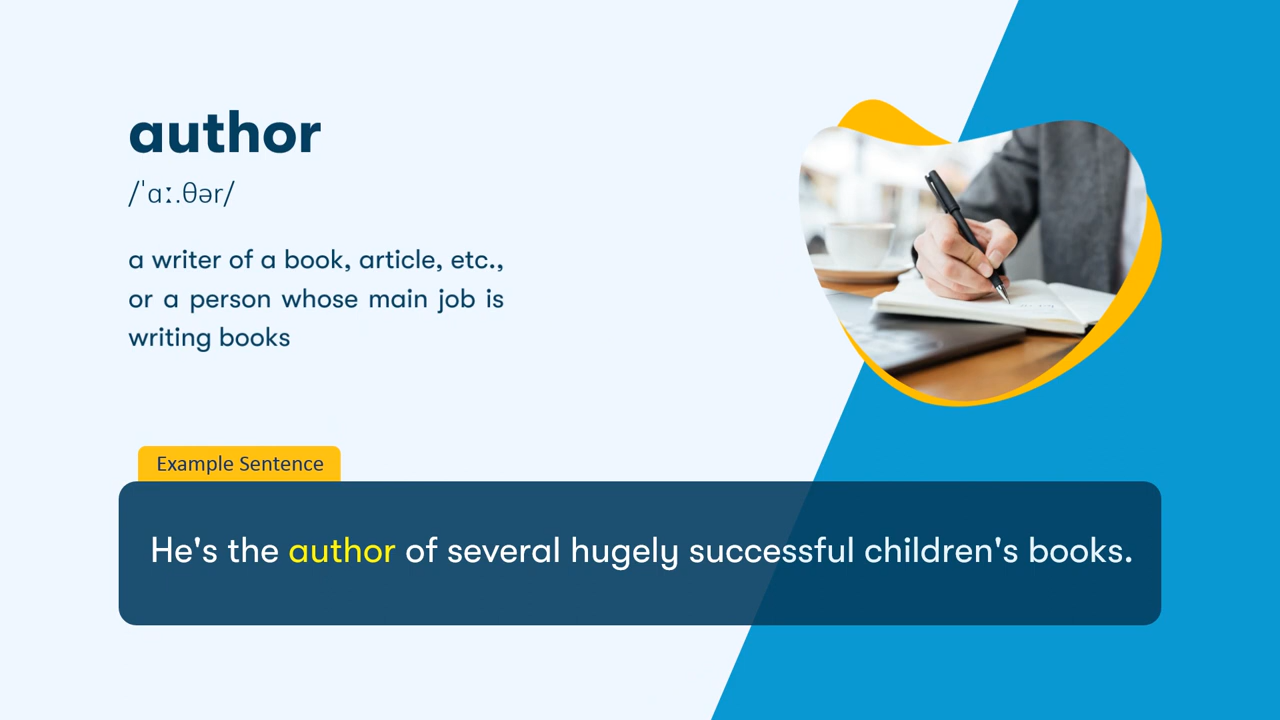 author
/ˈɑː.θər/
a writer of a book, article, etc.,
or a person whose main job is
writing books
Example Sentence
He's the author of several hugely successful children's books.